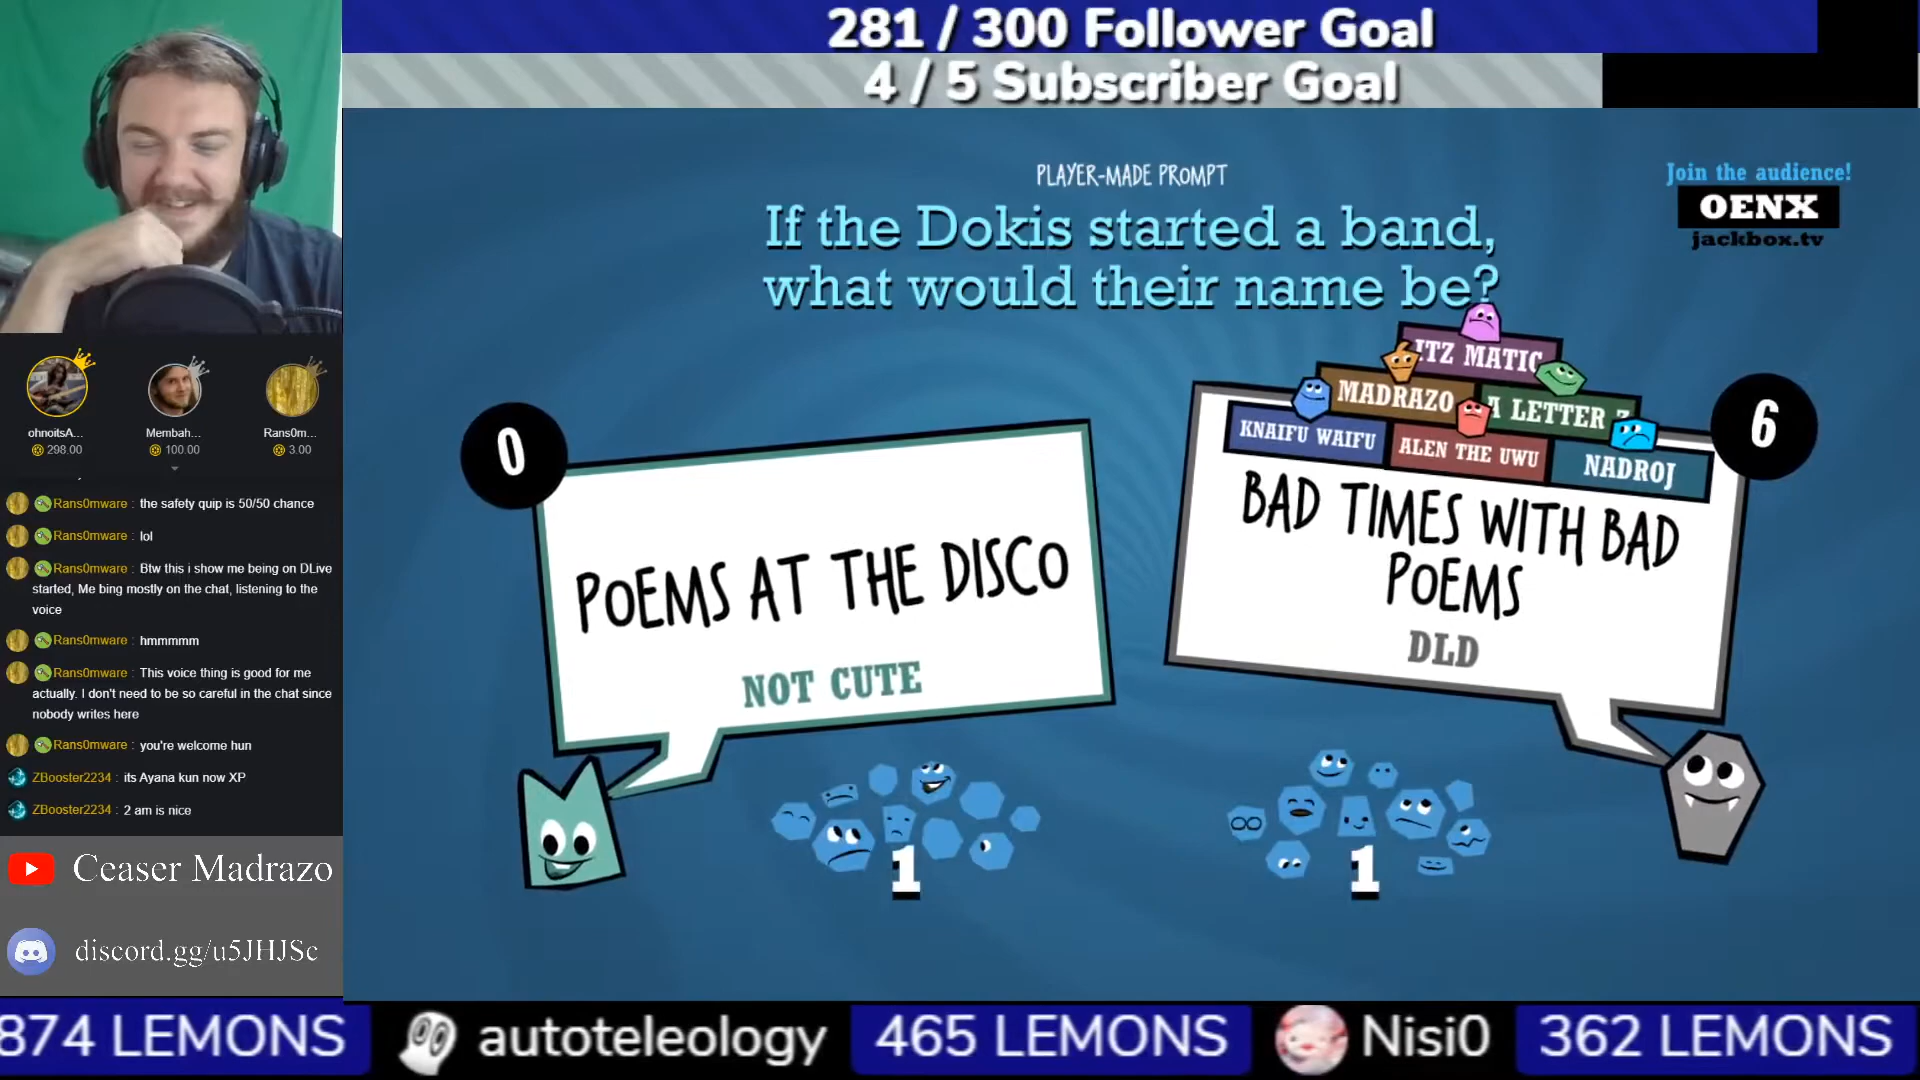 281 / 300 Follower Goal
4 / 5 Subscriber Goal
PLAYER-MADE PROMPT
If the Dokis started a band,
what would their name be?
Join the audience!
OENX
jackbox.tv
ITZ MATIC
MADRAZO
A LETTER
KNAIFU WAIFU
ALEN THE UWU
NADROJ
0
6
POEMS AT THE DISCO
NOT CUTE
BAD TIMES WITH BAD
POEMS
DLD
1
1
ohnoitsA...
298.00
Membah...
100.00
Rans0m...
3.00
Rans0mware : the safety quip is 50/50 chance
Rans0mware : lol
Rans0mware : Btw this i show me being on DLive
started, Me bing mostly on the chat, listening to the
voice
Rans0mware : hmmmmm
Rans0mware : This voice thing is good for me
actually. I don't need to be so careful in the chat since
nobody writes here
Rans0mware : you're welcome hun
ZBooster2234 : its Ayana kun now XP
ZBooster2234 : 2 am is nice
Ceaser Madrazo
discord.gg/u5JHJSc
874 LEMONS
autoteleology
465 LEMONS
Nisi0
362 LEMONS